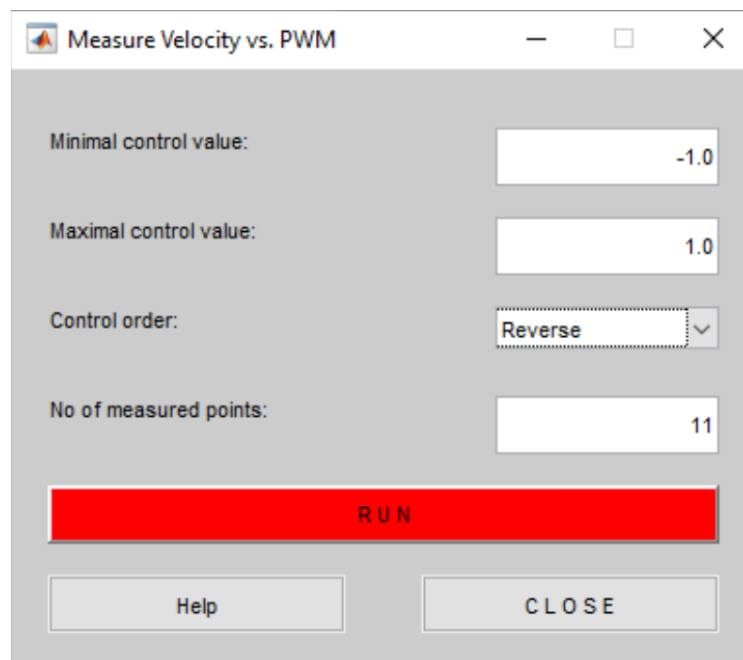 Measure Velocity vs. PWM
Minimal control value:
-1.0
Maximal control value:
1.0
Control order:
Reverse
No of measured points:
11
R U N
Help
C L O S E